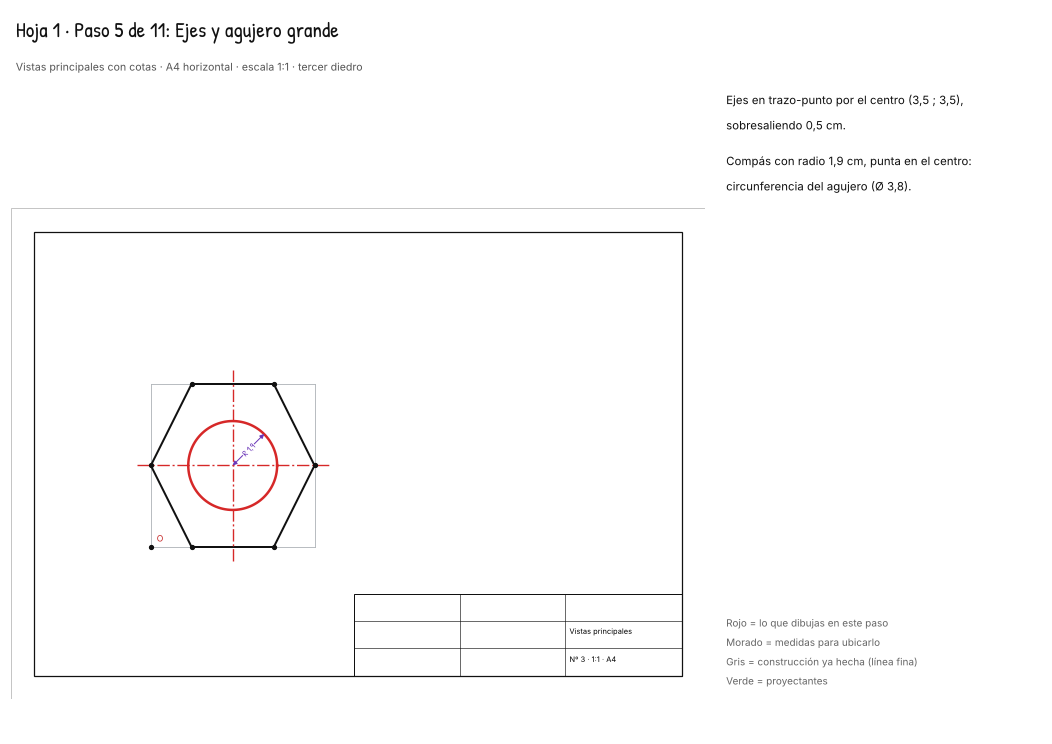 Hoja 1 · Paso 5 de 11: Ejes y agujero grande
Vistas principales con cotas · A4 horizontal · escala 1:1 · tercer diedro
Ejes en trazo-punto por el centro (3,5 ; 3,5),
sobresaliendo 0,5 cm.
Compás con radio 1,9 cm, punta en el centro:
circunferencia del agujero (Ø 3,8).
R 1,9
O
Vistas principales
Nº 3 · 1:1 · A4
Rojo = lo que dibujas en este paso
Morado = medidas para ubicarlo
Gris = construcción ya hecha (línea fina)
Verde = proyectantes